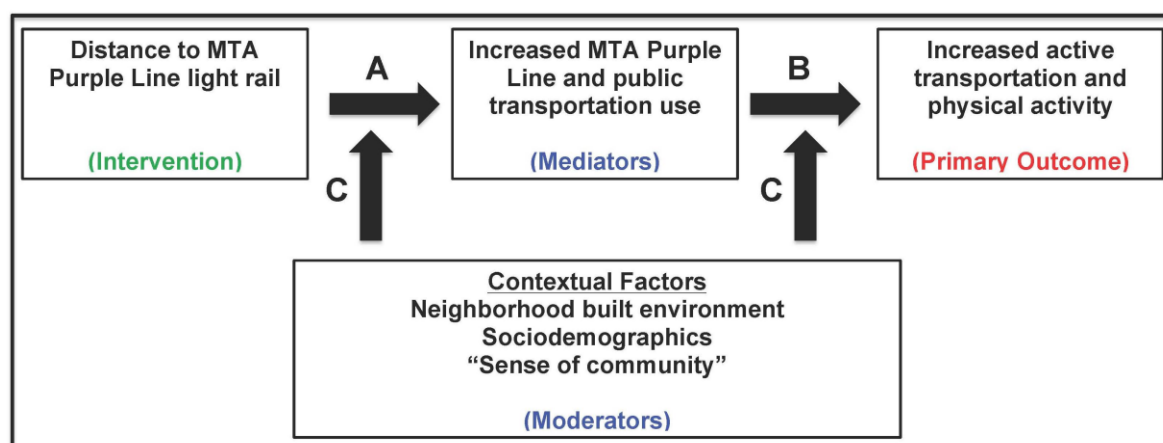 Distance to MTA
Purple Line light rail
(Intervention)
A
Increased MTA Purple
Line and public
transportation use
(Mediators)
B
Increased active
transportation and
physical activity
(Primary Outcome)
C
C
Contextual Factors
Neighborhood built environment
Sociodemographics
“Sense of community”
(Moderators)